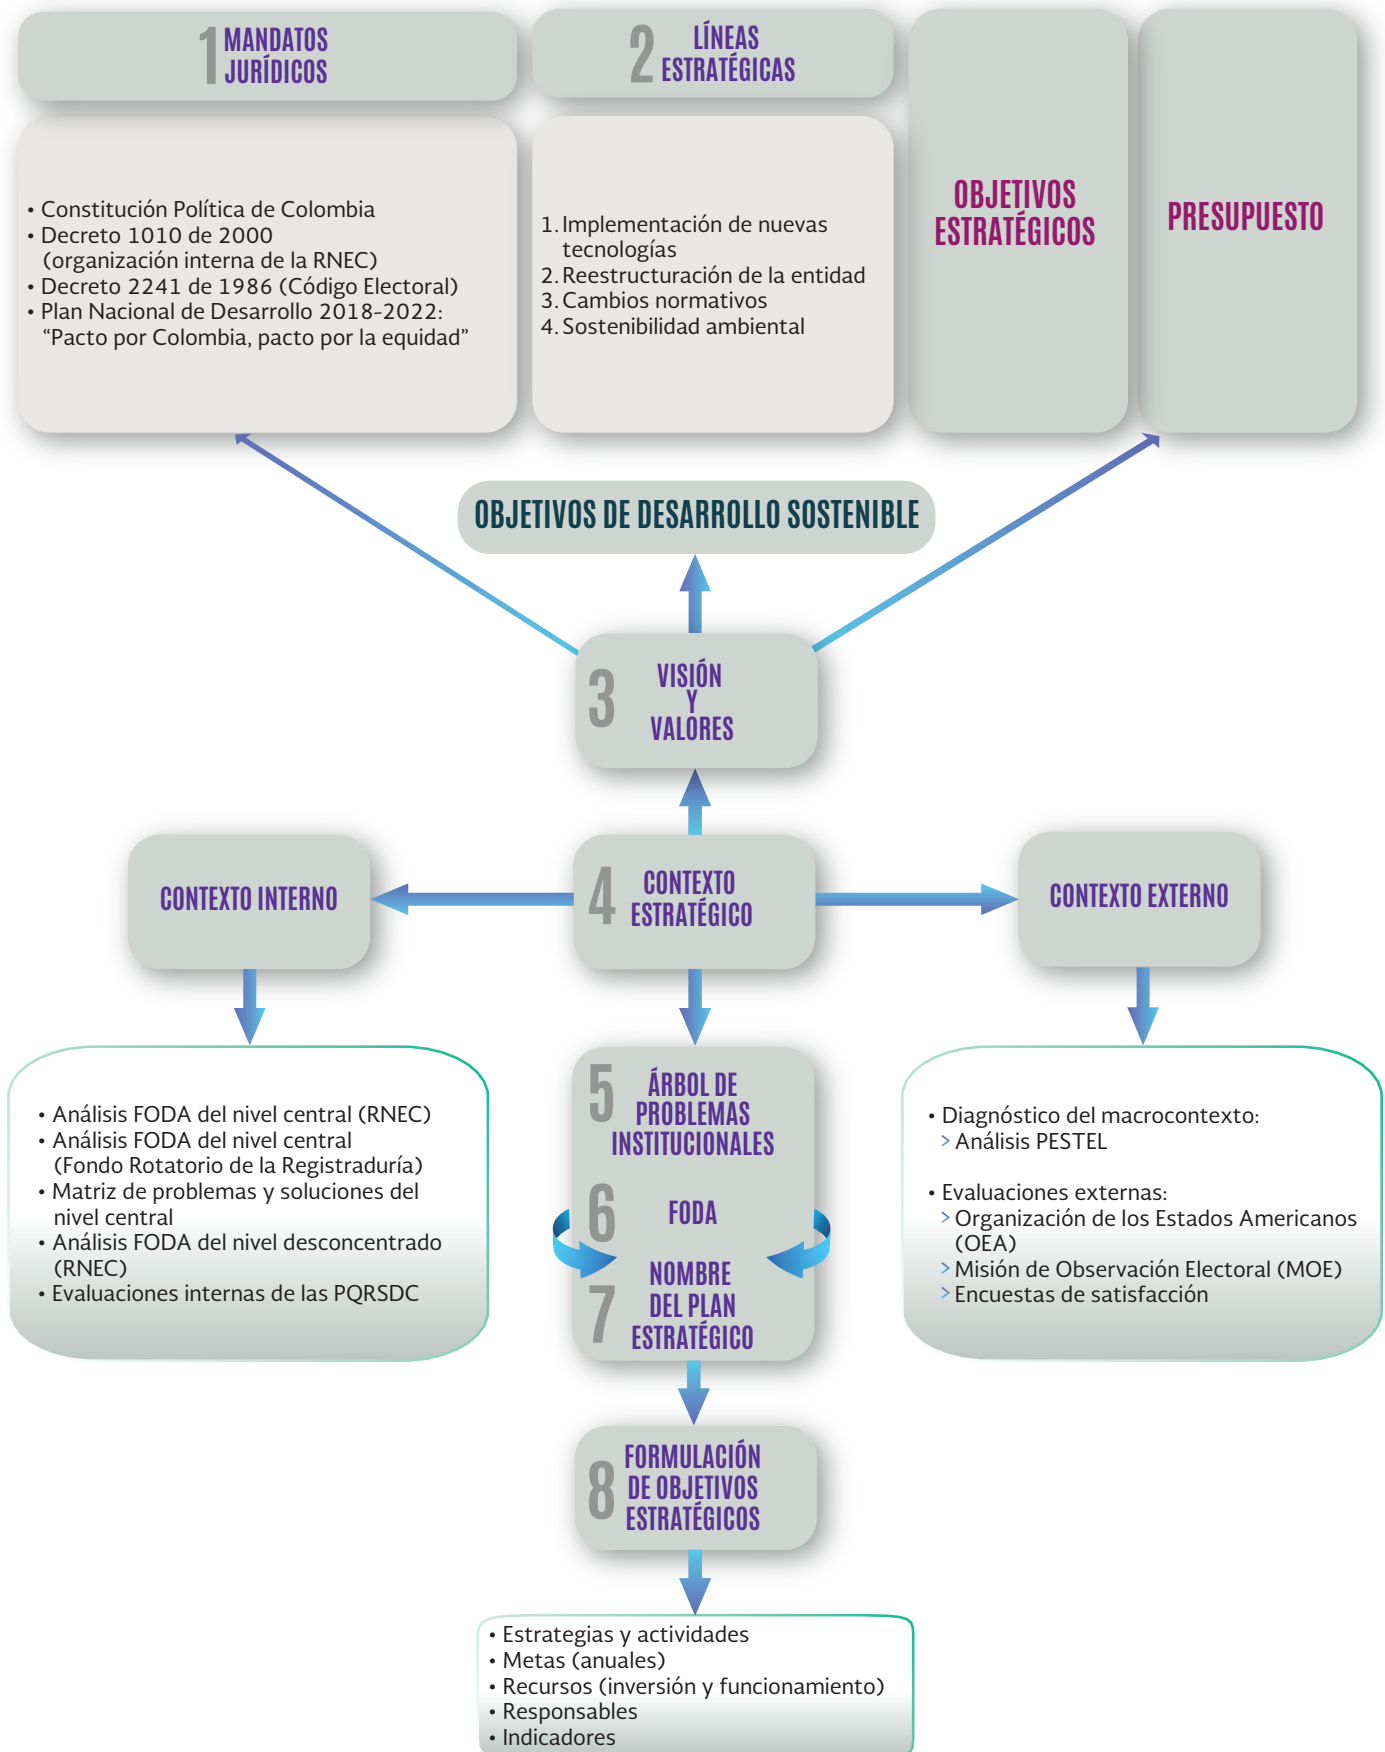 1 MANDATOS
JURÍDICOS
• Constitución Política de Colombia
• Decreto 1010 de 2000
(organización interna de la RNEC)
• Decreto 2241 de 1986 (Código Electoral)
• Plan Nacional de Desarrollo 2018-2022:
“Pacto por Colombia, pacto por la equidad”
2 LÍNEAS
ESTRATÉGICAS
1. Implementación de nuevas
tecnologías
2. Reestructuración de la entidad
3. Cambios normativos
4. Sostenibilidad ambiental
OBJETIVOS
ESTRATÉGICOS
PRESUPUESTO
OBJETIVOS DE DESARROLLO SOSTENIBLE
3 VISIÓN
Y
VALORES
CONTEXTO INTERNO
4 CONTEXTO
ESTRATÉGICO
CONTEXTO EXTERNO
• Análisis FODA del nivel central (RNEC)
• Análisis FODA del nivel central
(Fondo Rotatorio de la Registraduría)
• Matriz de problemas y soluciones del
nivel central
• Análisis FODA del nivel desconcentrado
(RNEC)
• Evaluaciones internas de las PQRSDC
5 ÁRBOL DE
PROBLEMAS
INSTITUCIONALES
6 FODA
7 NOMBRE
DEL PLAN
ESTRATÉGICO
• Diagnóstico del macrocontexto:
> Análisis PESTEL
• Evaluaciones externas:
> Organización de los Estados Americanos
(OEA)
> Misión de Observación Electoral (MOE)
> Encuestas de satisfacción
8 FORMULACIÓN
DE OBJETIVOS
ESTRATÉGICOS
• Estrategias y actividades
• Metas (anuales)
• Recursos (inversión y funcionamiento)
• Responsables
• Indicadores